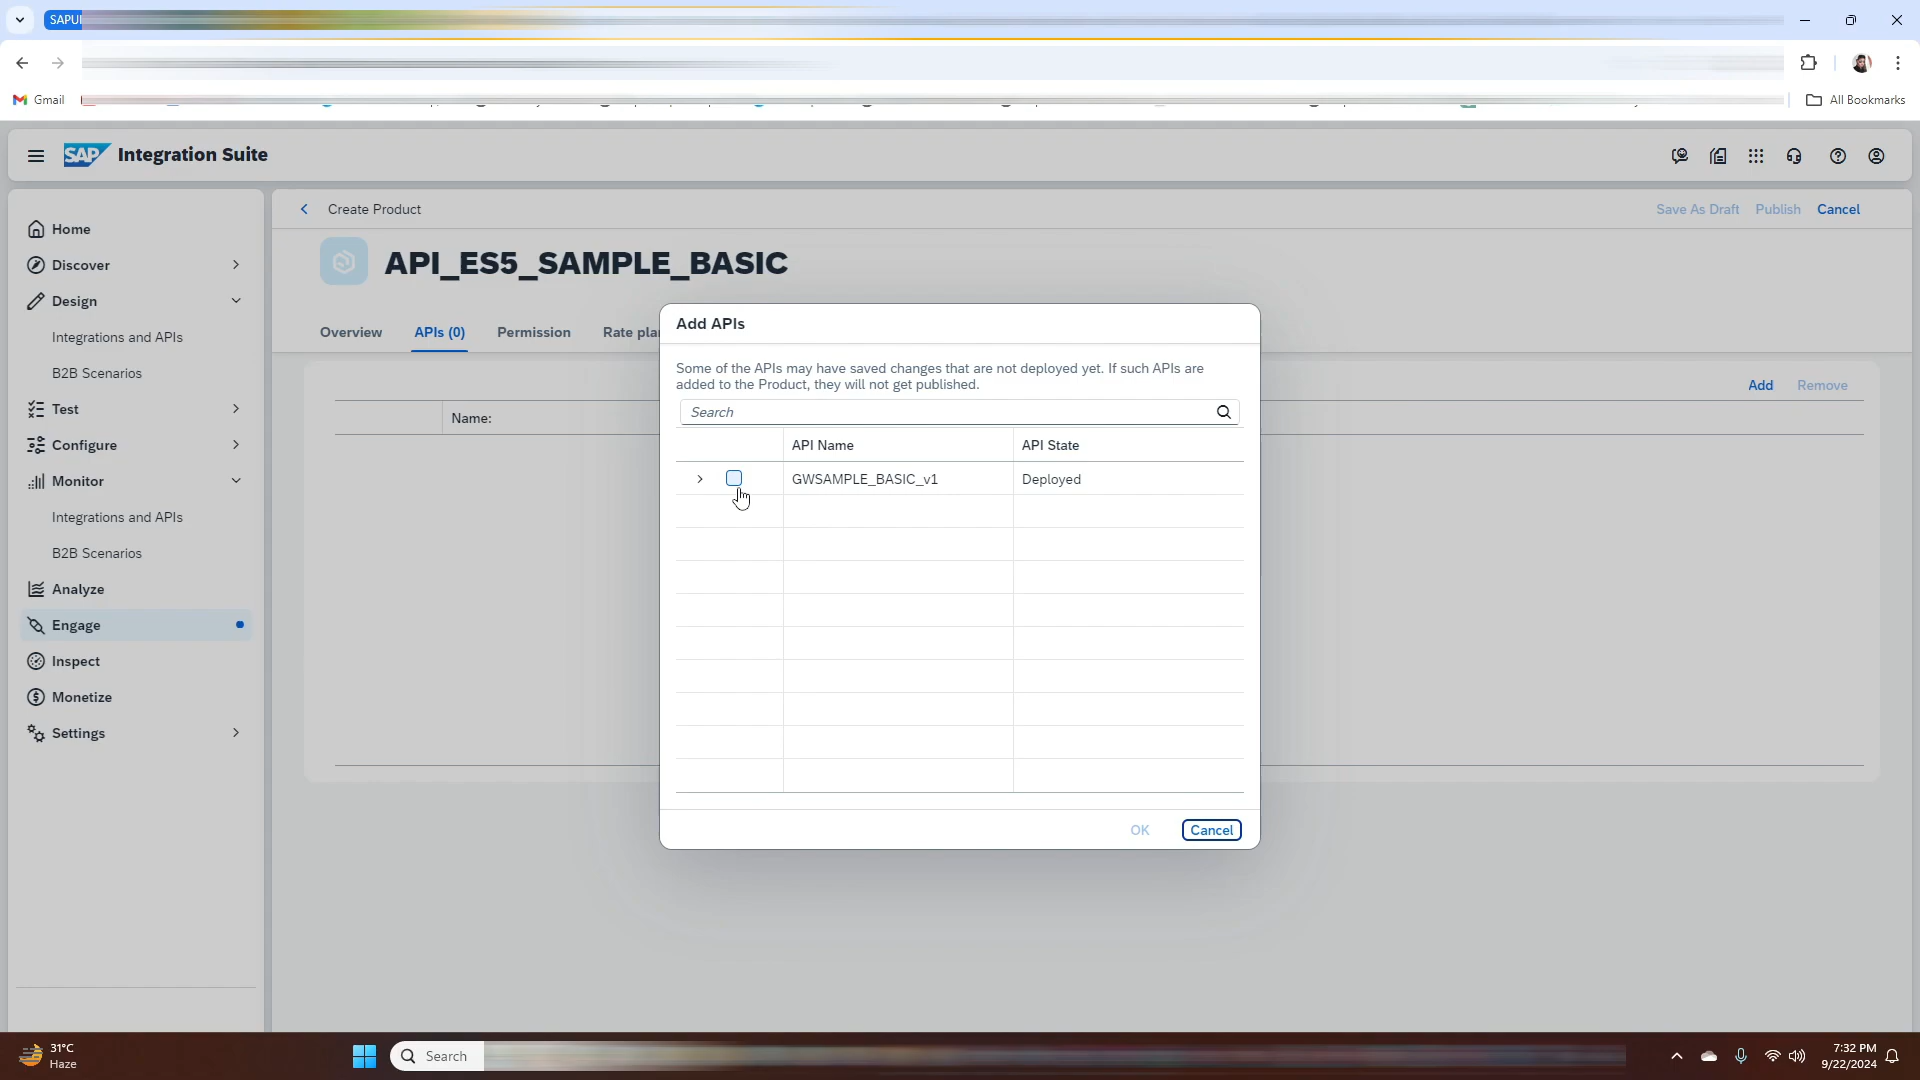 SAPUI
Gmail
All Bookmarks
SAP Integration Suite
Home
Discover
Design
Integrations and APIs
B2B Scenarios
Test
Configure
Monitor
Integrations and APIs
B2B Scenarios
Analyze
Engage
Inspect
Monetize
Settings
Create Product
Save As Draft Publish Cancel
API_ES5_SAMPLE_BASIC
Overview APIs (0) Permission Rate plan
Add Remove
Name:
Add APIs
Some of the APIs may have saved changes that are not deployed yet. If such APIs are
added to the Product, they will not get published.
Search
API Name API State
GWSAMPLE_BASIC_v1 Deployed
OK Cancel
31°C
Haze
Search
7:32 PM
9/22/2024